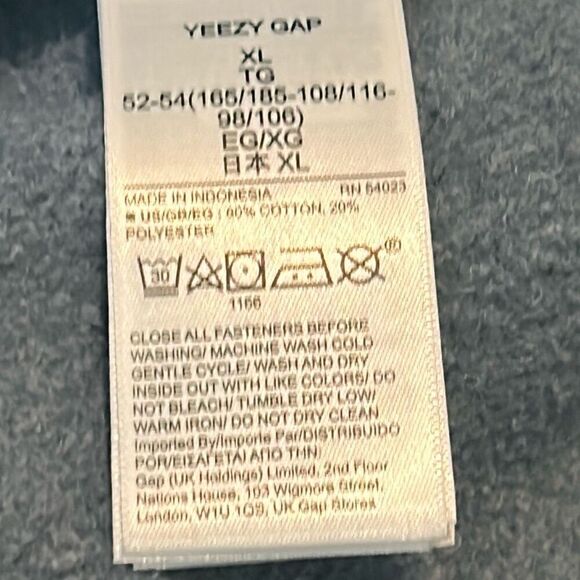 YEEZY GAP
XL
TG
52-54(165/185-108/116-
98/106)
EG/XG
日本 XL
MADE IN INDONESIA RN 54023
US/GB/EG : 80% COTTON, 20%
POLYESTER
30
1166
CLOSE ALL FASTENERS BEFORE
WASHING/ MACHINE WASH COLD
GENTLE CYCLE/ WASH AND DRY
INSIDE OUT WITH LIKE COLORS/ DO
NOT BLEACH/ TUMBLE DRY LOW/
WARM IRON/ DO NOT DRY CLEAN
Imported By/Importe Par/DISTRIBUIDO
POR/ΕΙΣΑΓΕΤΑΙ ΑΠΟ ΤΗΝ:
Gap (UK Holdings) Limited, 2nd Floor
Nations House, 103 Wigmore Street,
London, W1U 1QS, UK Gap Stores